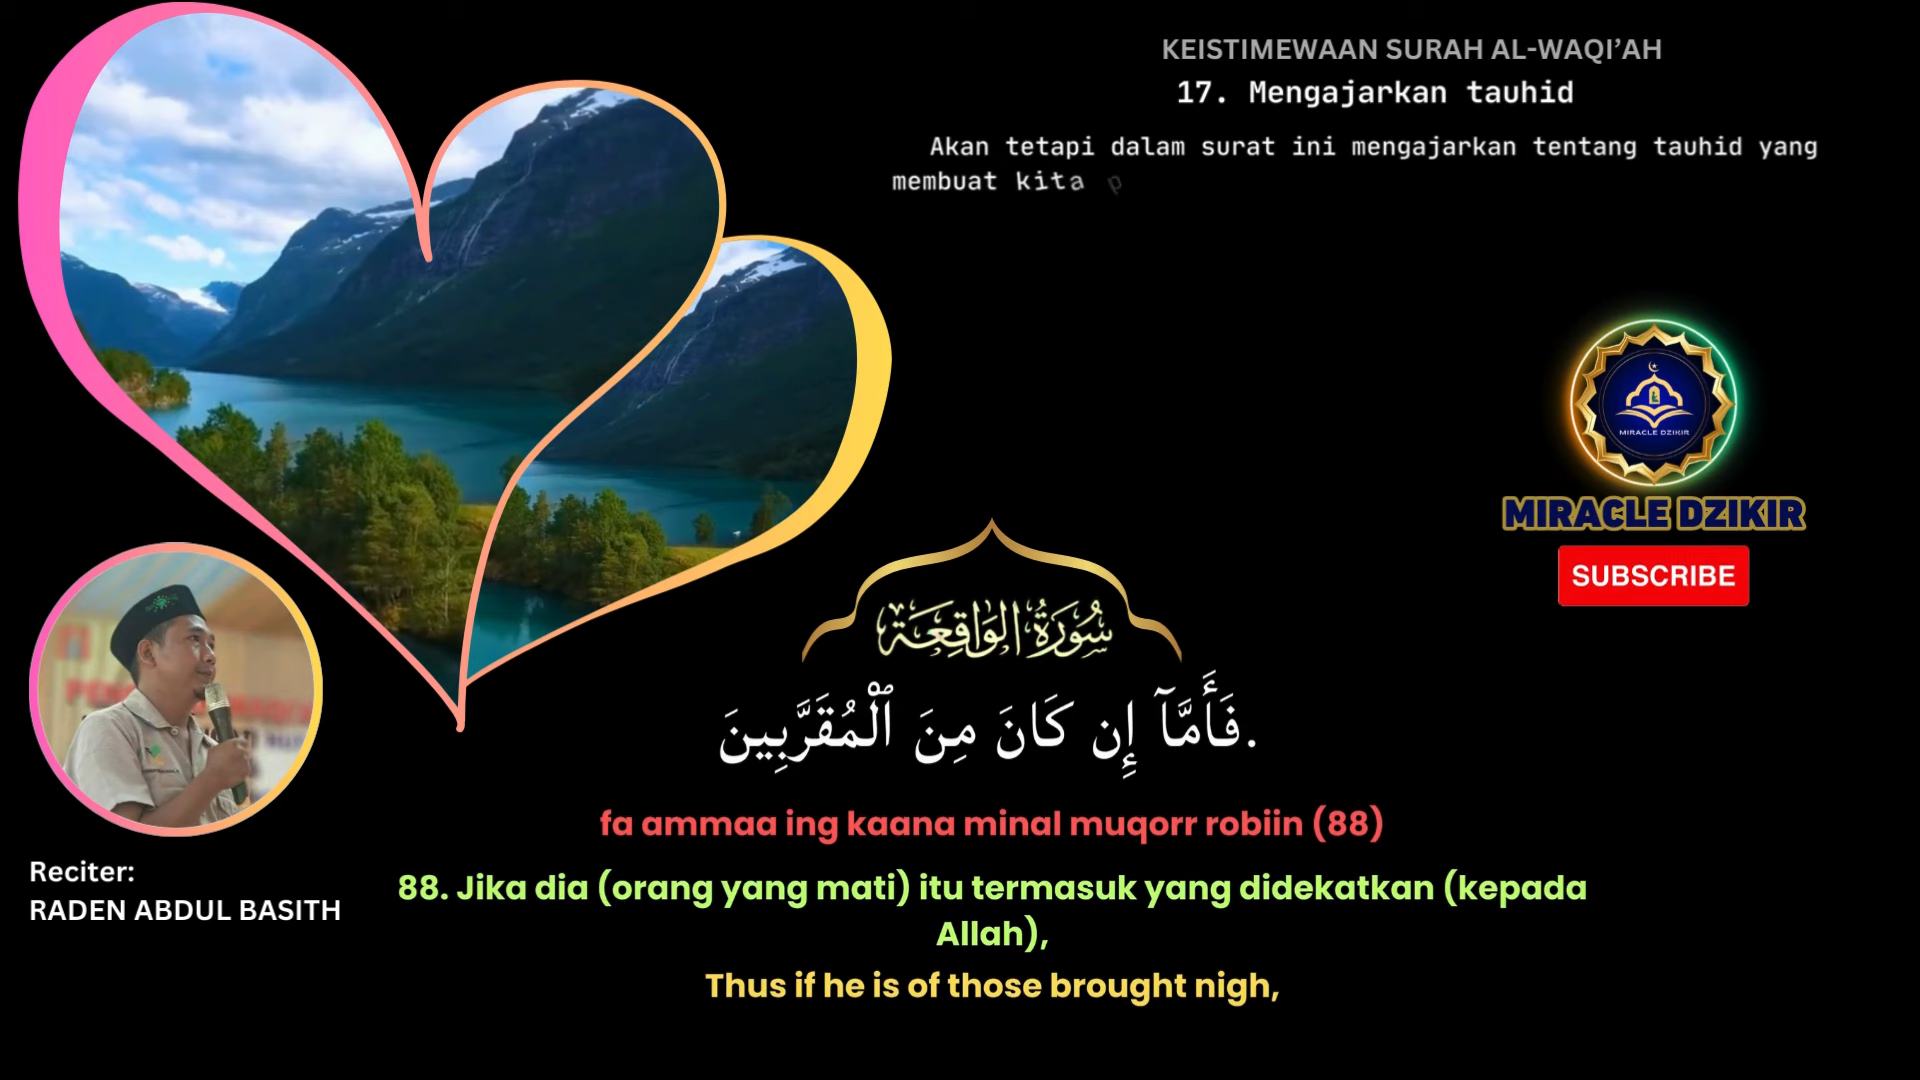 KEISTIMEWAAN SURAH AL-WAQI’AH
17. Mengajarkan tauhid
Akan tetapi dalam surat ini mengajarkan tentang tauhid yang
membuat kita p
MIRACLE DZIKIR
MIRACLE DZIKIR
SUBSCRIBE
سُورَةُ الوَاقِعَة
فَأَمَّآ إِن كَانَ مِنَ ٱلْمُقَرَّبِينَ.
fa ammaa ing kaana minal muqorr robiin (88)
88. Jika dia (orang yang mati) itu termasuk yang didekatkan (kepada
Allah),
Thus if he is of those brought nigh,
Reciter:
RADEN ABDUL BASITH